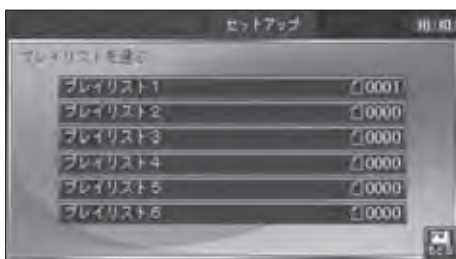 セットアップ 10:10
プレイリストを選ぶ
プレイリスト1 0001
プレイリスト2 0000
プレイリスト3 0000
プレイリスト4 0000
プレイリスト5 0000
プレイリスト6 0000
もどる